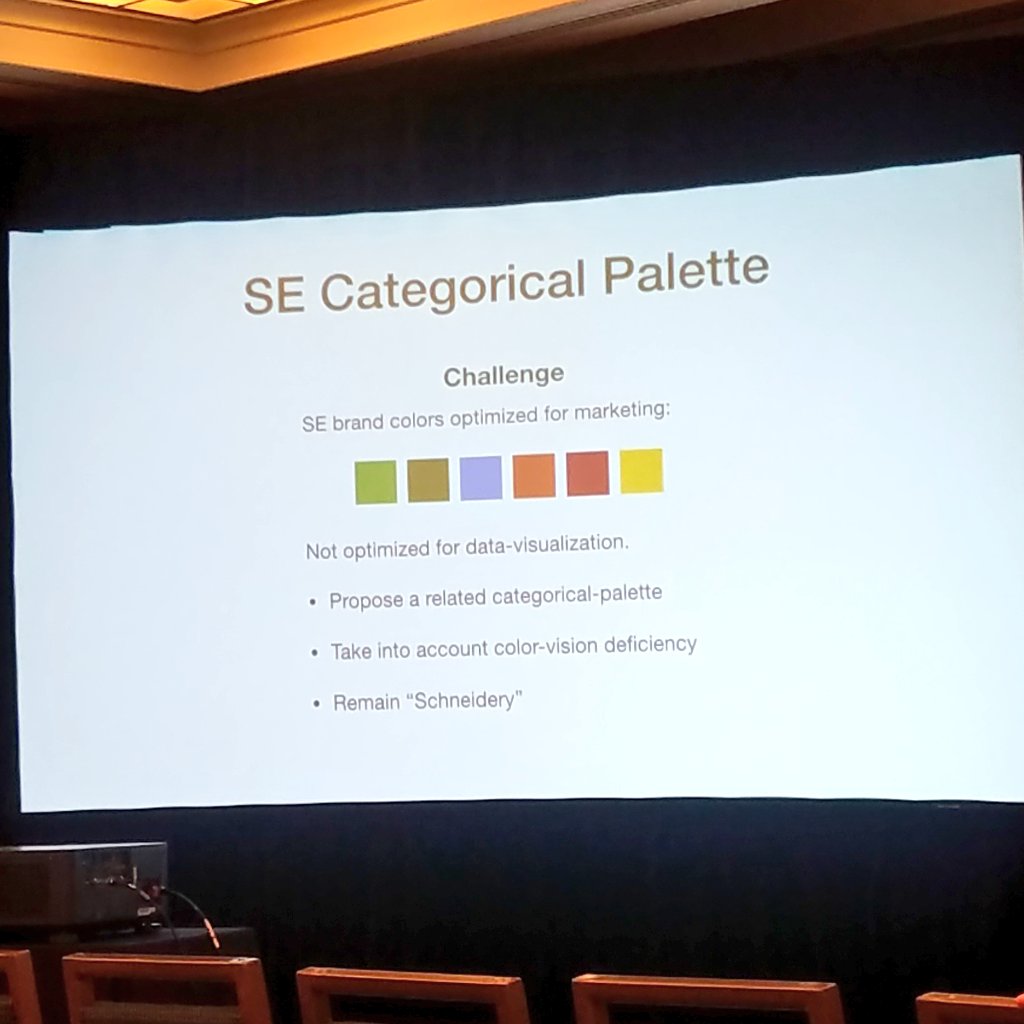 SE Categorical Palette
Challenge
SE brand colors optimized for marketing:
Not optimized for data-visualization.
• Propose a related categorical-palette
• Take into account color-vision deficiency
• Remain “Schneidery”